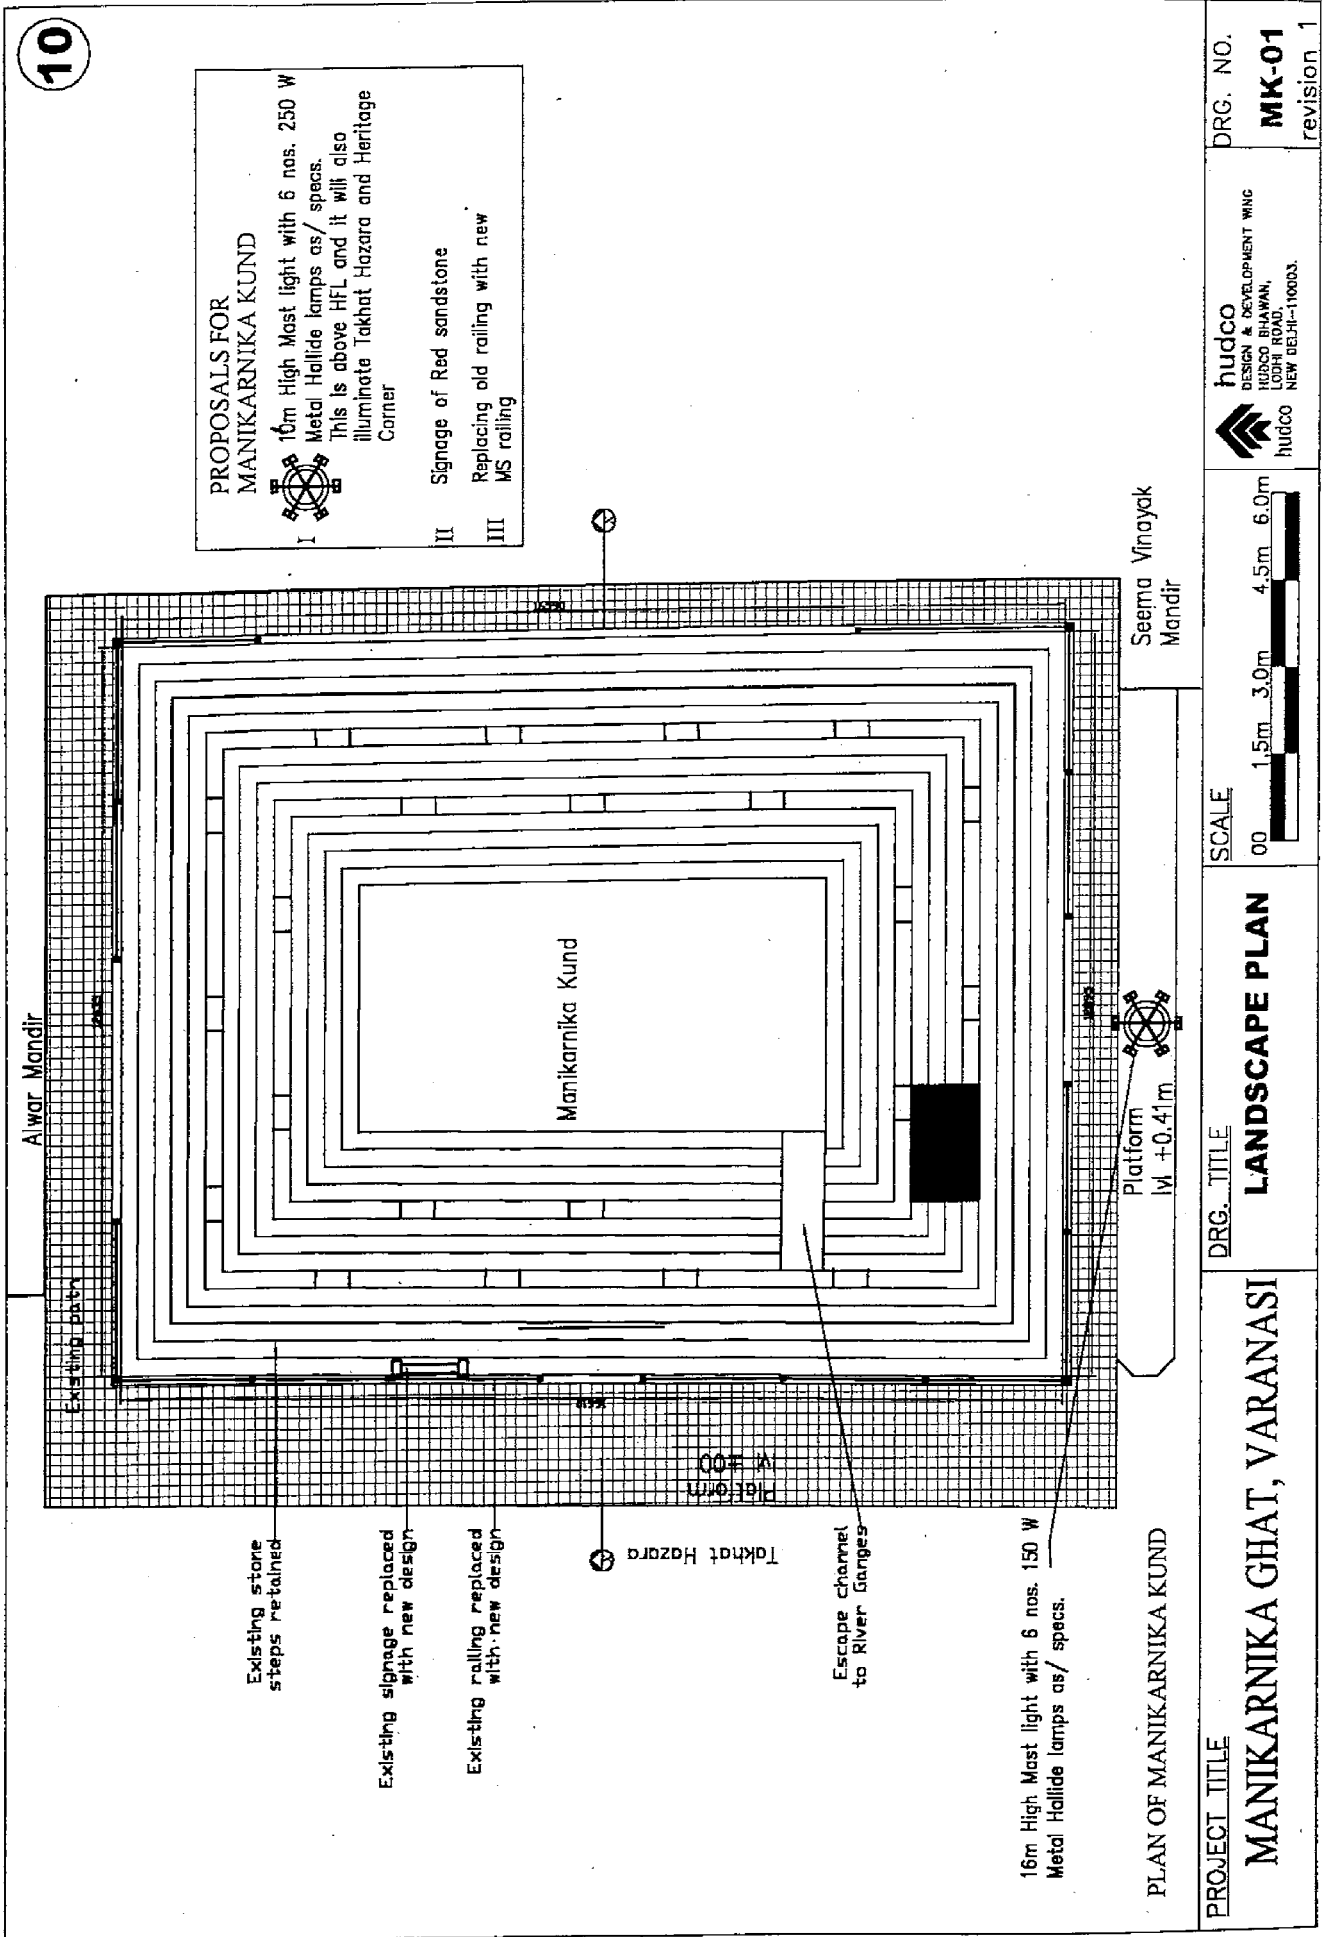 10
PROPOSALS FOR
MANIKARNIKA KUND
I
10m High Mast light with 6 nos. 250 W
Metal Hallide lamps as/ specs.
This is above HFL and it will also
illuminate Takhat Hazara and Heritage
Corner
II
Signage of Red sandstone
III
Replacing old railling with new
MS railling
Alwar Mandir
Existing path
Manikarnika Kund
Seema Vinayak
Mandir
Platform
lvl +0.41m
Platform
lvl ±00
Takhat Hazara
Existing stone
steps retained
Existing signage replaced
with new design
Existing railing replaced
with new design
Escape channel
to River Ganges
16m High Mast light with 6 nos. 150 W
Metal Hallide lamps as/ specs.
PLAN OF MANIKARNIKA KUND
PROJECT TITLE
MANIKARNIKA GHAT, VARANASI
DRG. TITLE
LANDSCAPE PLAN
SCALE
00 1.5m 3.0m 4.5m 6.0m
hudco
hudco
DESIGN & DEVELOPMENT WING
HUDCO BHAWAN,
LODHI ROAD,
NEW DELHI-110003.
DRG. NO.
MK-01
revision 1